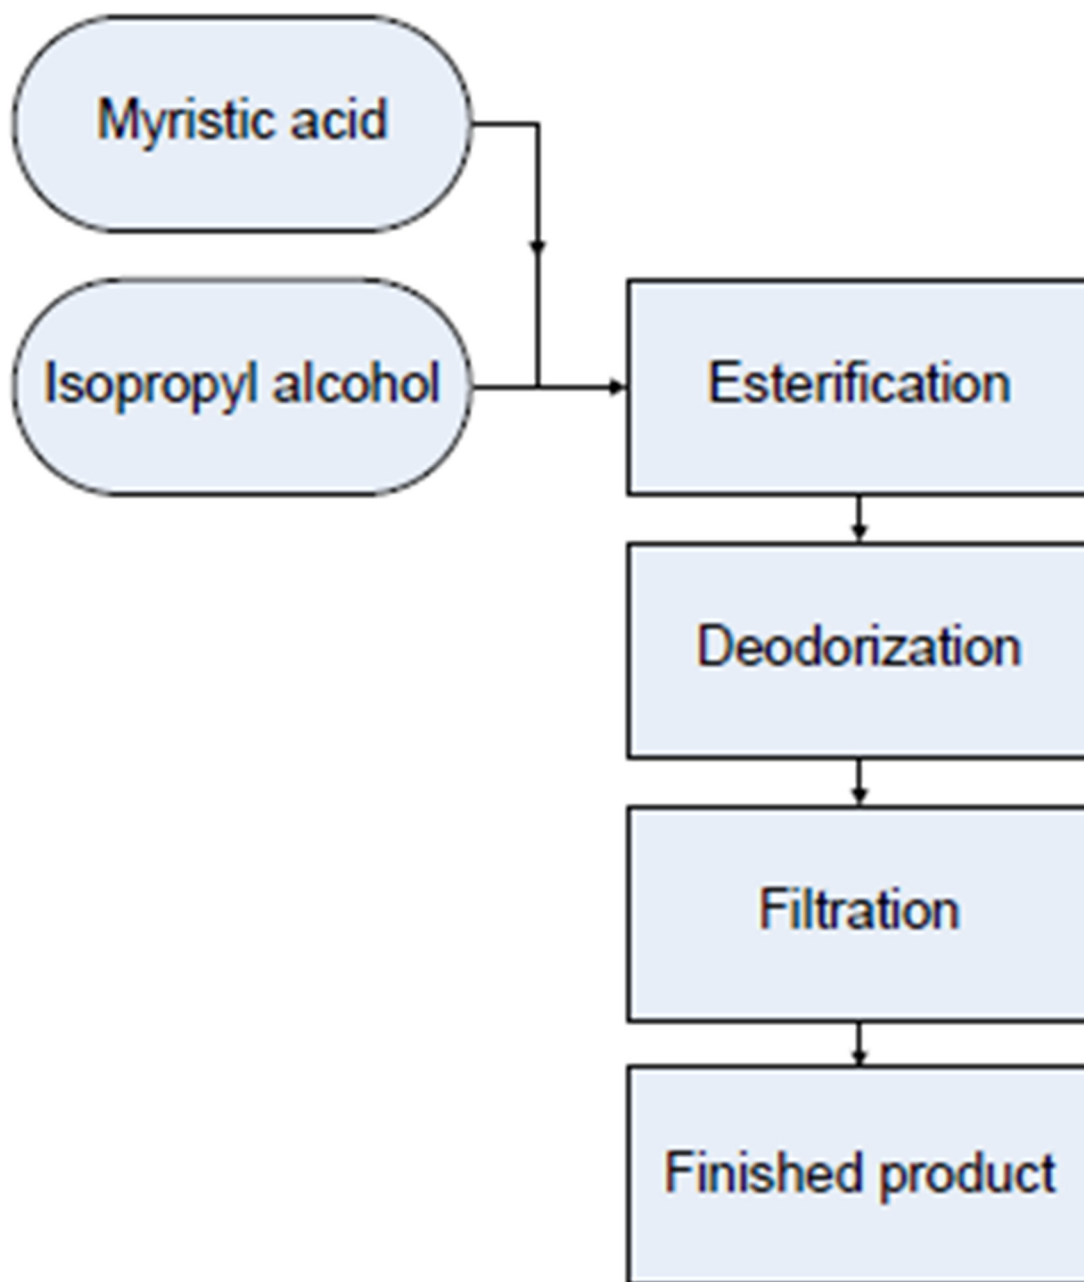 Myristic acid
Isopropyl alcohol
Esterification
Deodorization
Filtration
Finished product